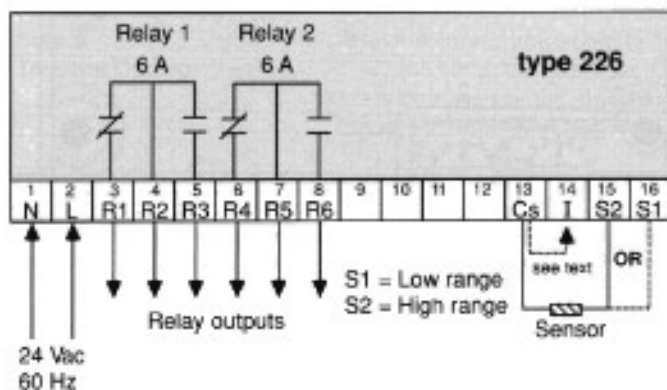 Relay 1 Relay 2
6 A 6 A type 226
1 2 3 4 5 6 7 8 9 10 11 12 13 14 15 16
N L R1 R2 R3 R4 R5 R6 Cs I S2 S1
see text OR
S1 = Low range
S2 = High range
Relay outputs Sensor
24 Vac
60 Hz